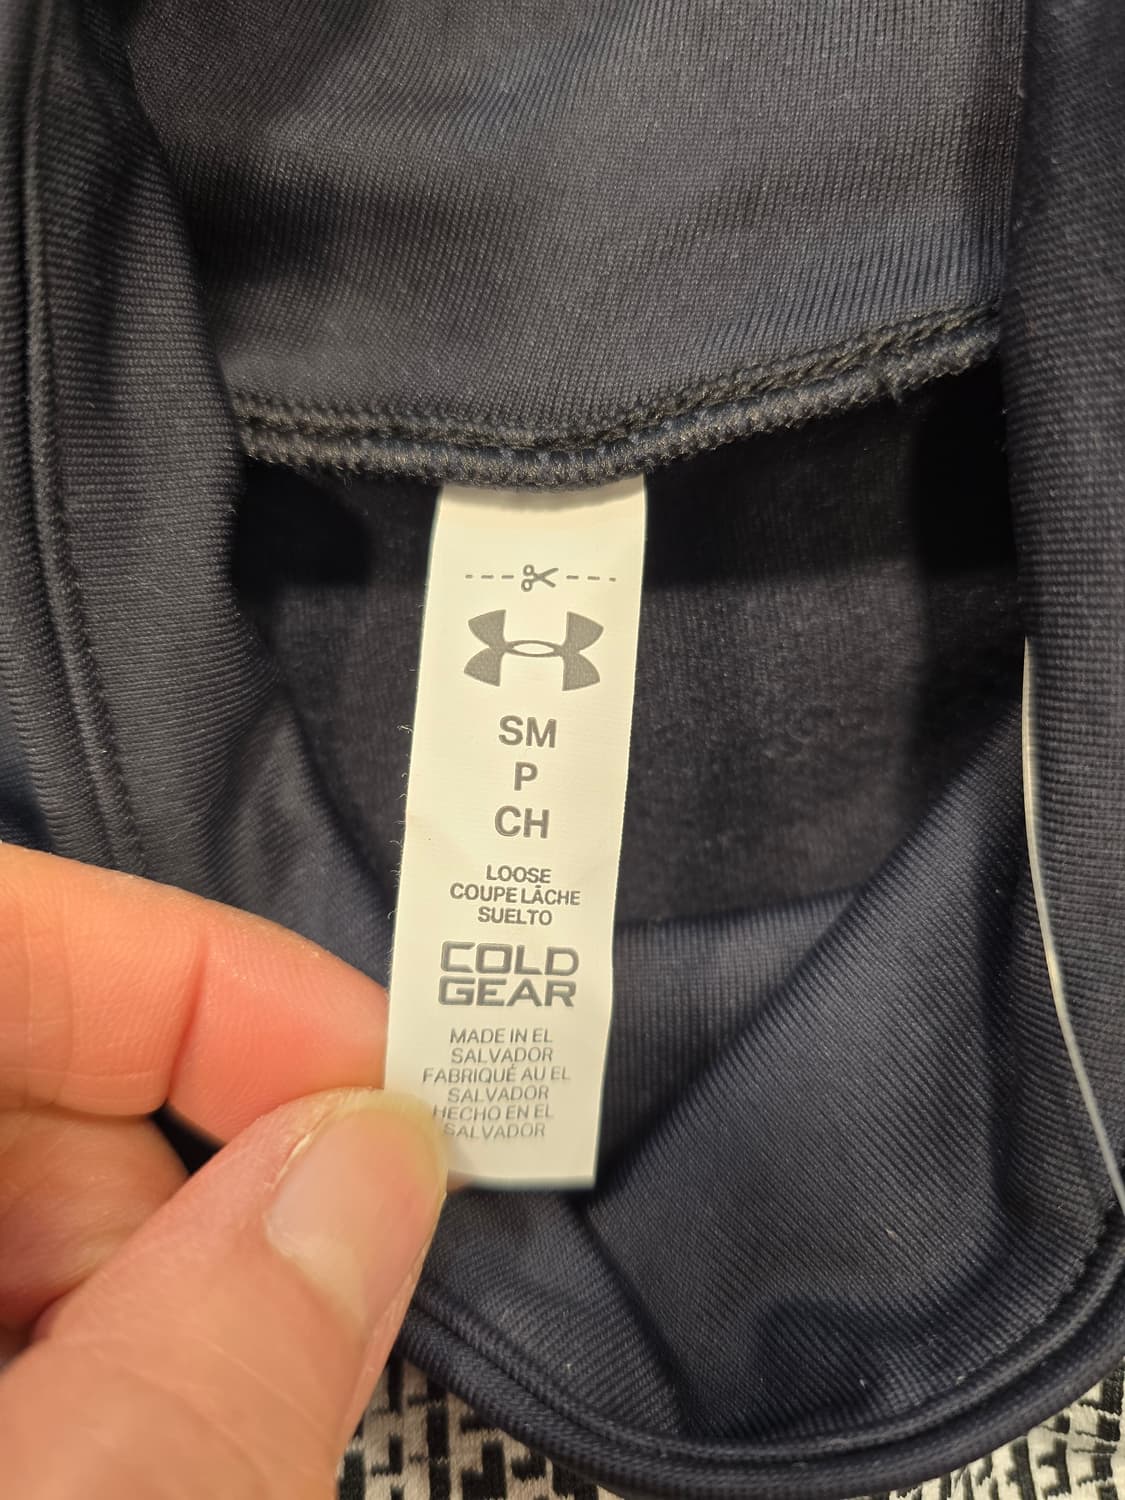 SM
P
CH
LOOSE
COUPE LÂCHE
SUELTO
COLD
GEAR
MADE IN EL
SALVADOR
FABRIQUÉ AU EL
SALVADOR
HECHO EN EL
SALVADOR